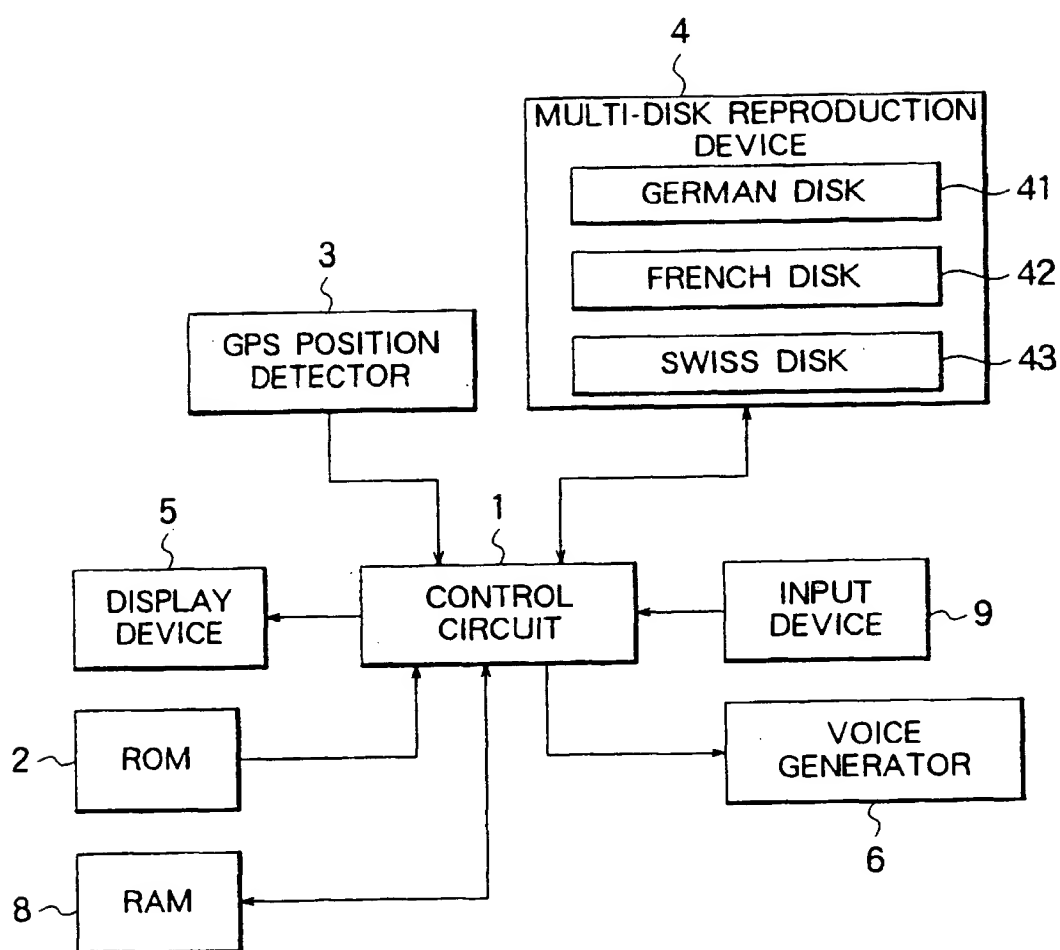 4
MULTI-DISK REPRODUCTION
DEVICE
GERMAN DISK
41
FRENCH DISK
42
SWISS DISK
43
3
GPS POSITION
DETECTOR
1
CONTROL
CIRCUIT
5
DISPLAY
DEVICE
INPUT
DEVICE
9
2
ROM
VOICE
GENERATOR
6
8
RAM